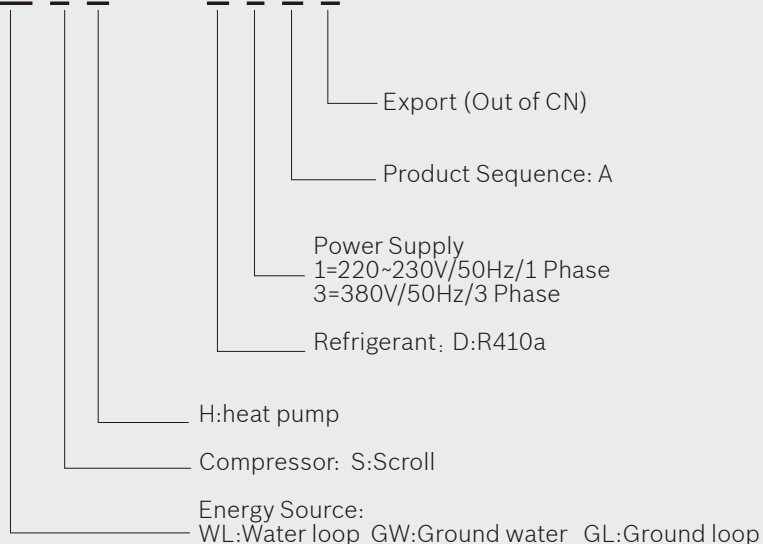 Export (Out of CN)
Product Sequence: A
Power Supply
1=220~230V/50Hz/1 Phase
3=380V/50Hz/3 Phase
Refrigerant: D:R410a
H:heat pump
Compressor: S:Scroll
Energy Source:
WL:Water loop GW:Ground water GL:Ground loop